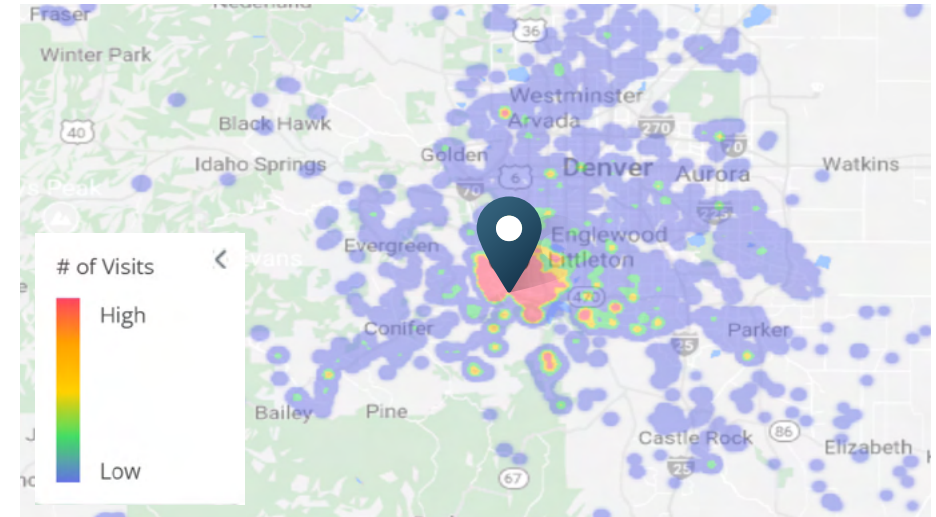 Nederland
Fraser
36
Winter Park
Westminster
Black Hawk
Arvada
40
270
70
Golden
Idaho Springs
Denver
Watkins
6
Aurora
70
225
Evergreen
Englewood
Littleton
# of Visits
High
Low
470
Conifer
Parker
25
Bailey
Pine
Castle Rock
86
Elizabeth
25
67